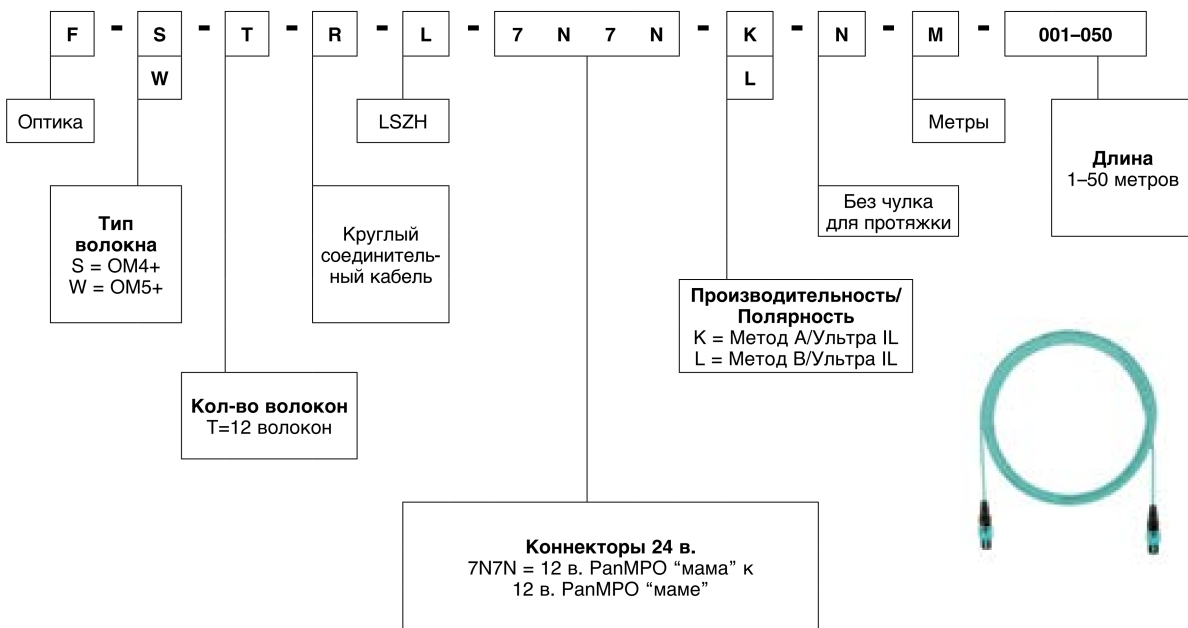 F - S - T - R - L - 7 N 7 N - K - N - M - 001–050
W
L
Оптика
LSZH
Метры
Длина
1–50 метров
Тип
волокна
S = OM4+
W = OM5+
Круглый
соединитель-
ный кабель
Без чулка
для протяжки
Производительность/
Полярность
K = Метод A/Ультра IL
L = Метод B/Ультра IL
Кол-во волокон
T=12 волокон
Коннекторы 24 в.
7N7N = 12 в. PanMPO “мама” к
12 в. PanMPO “маме”